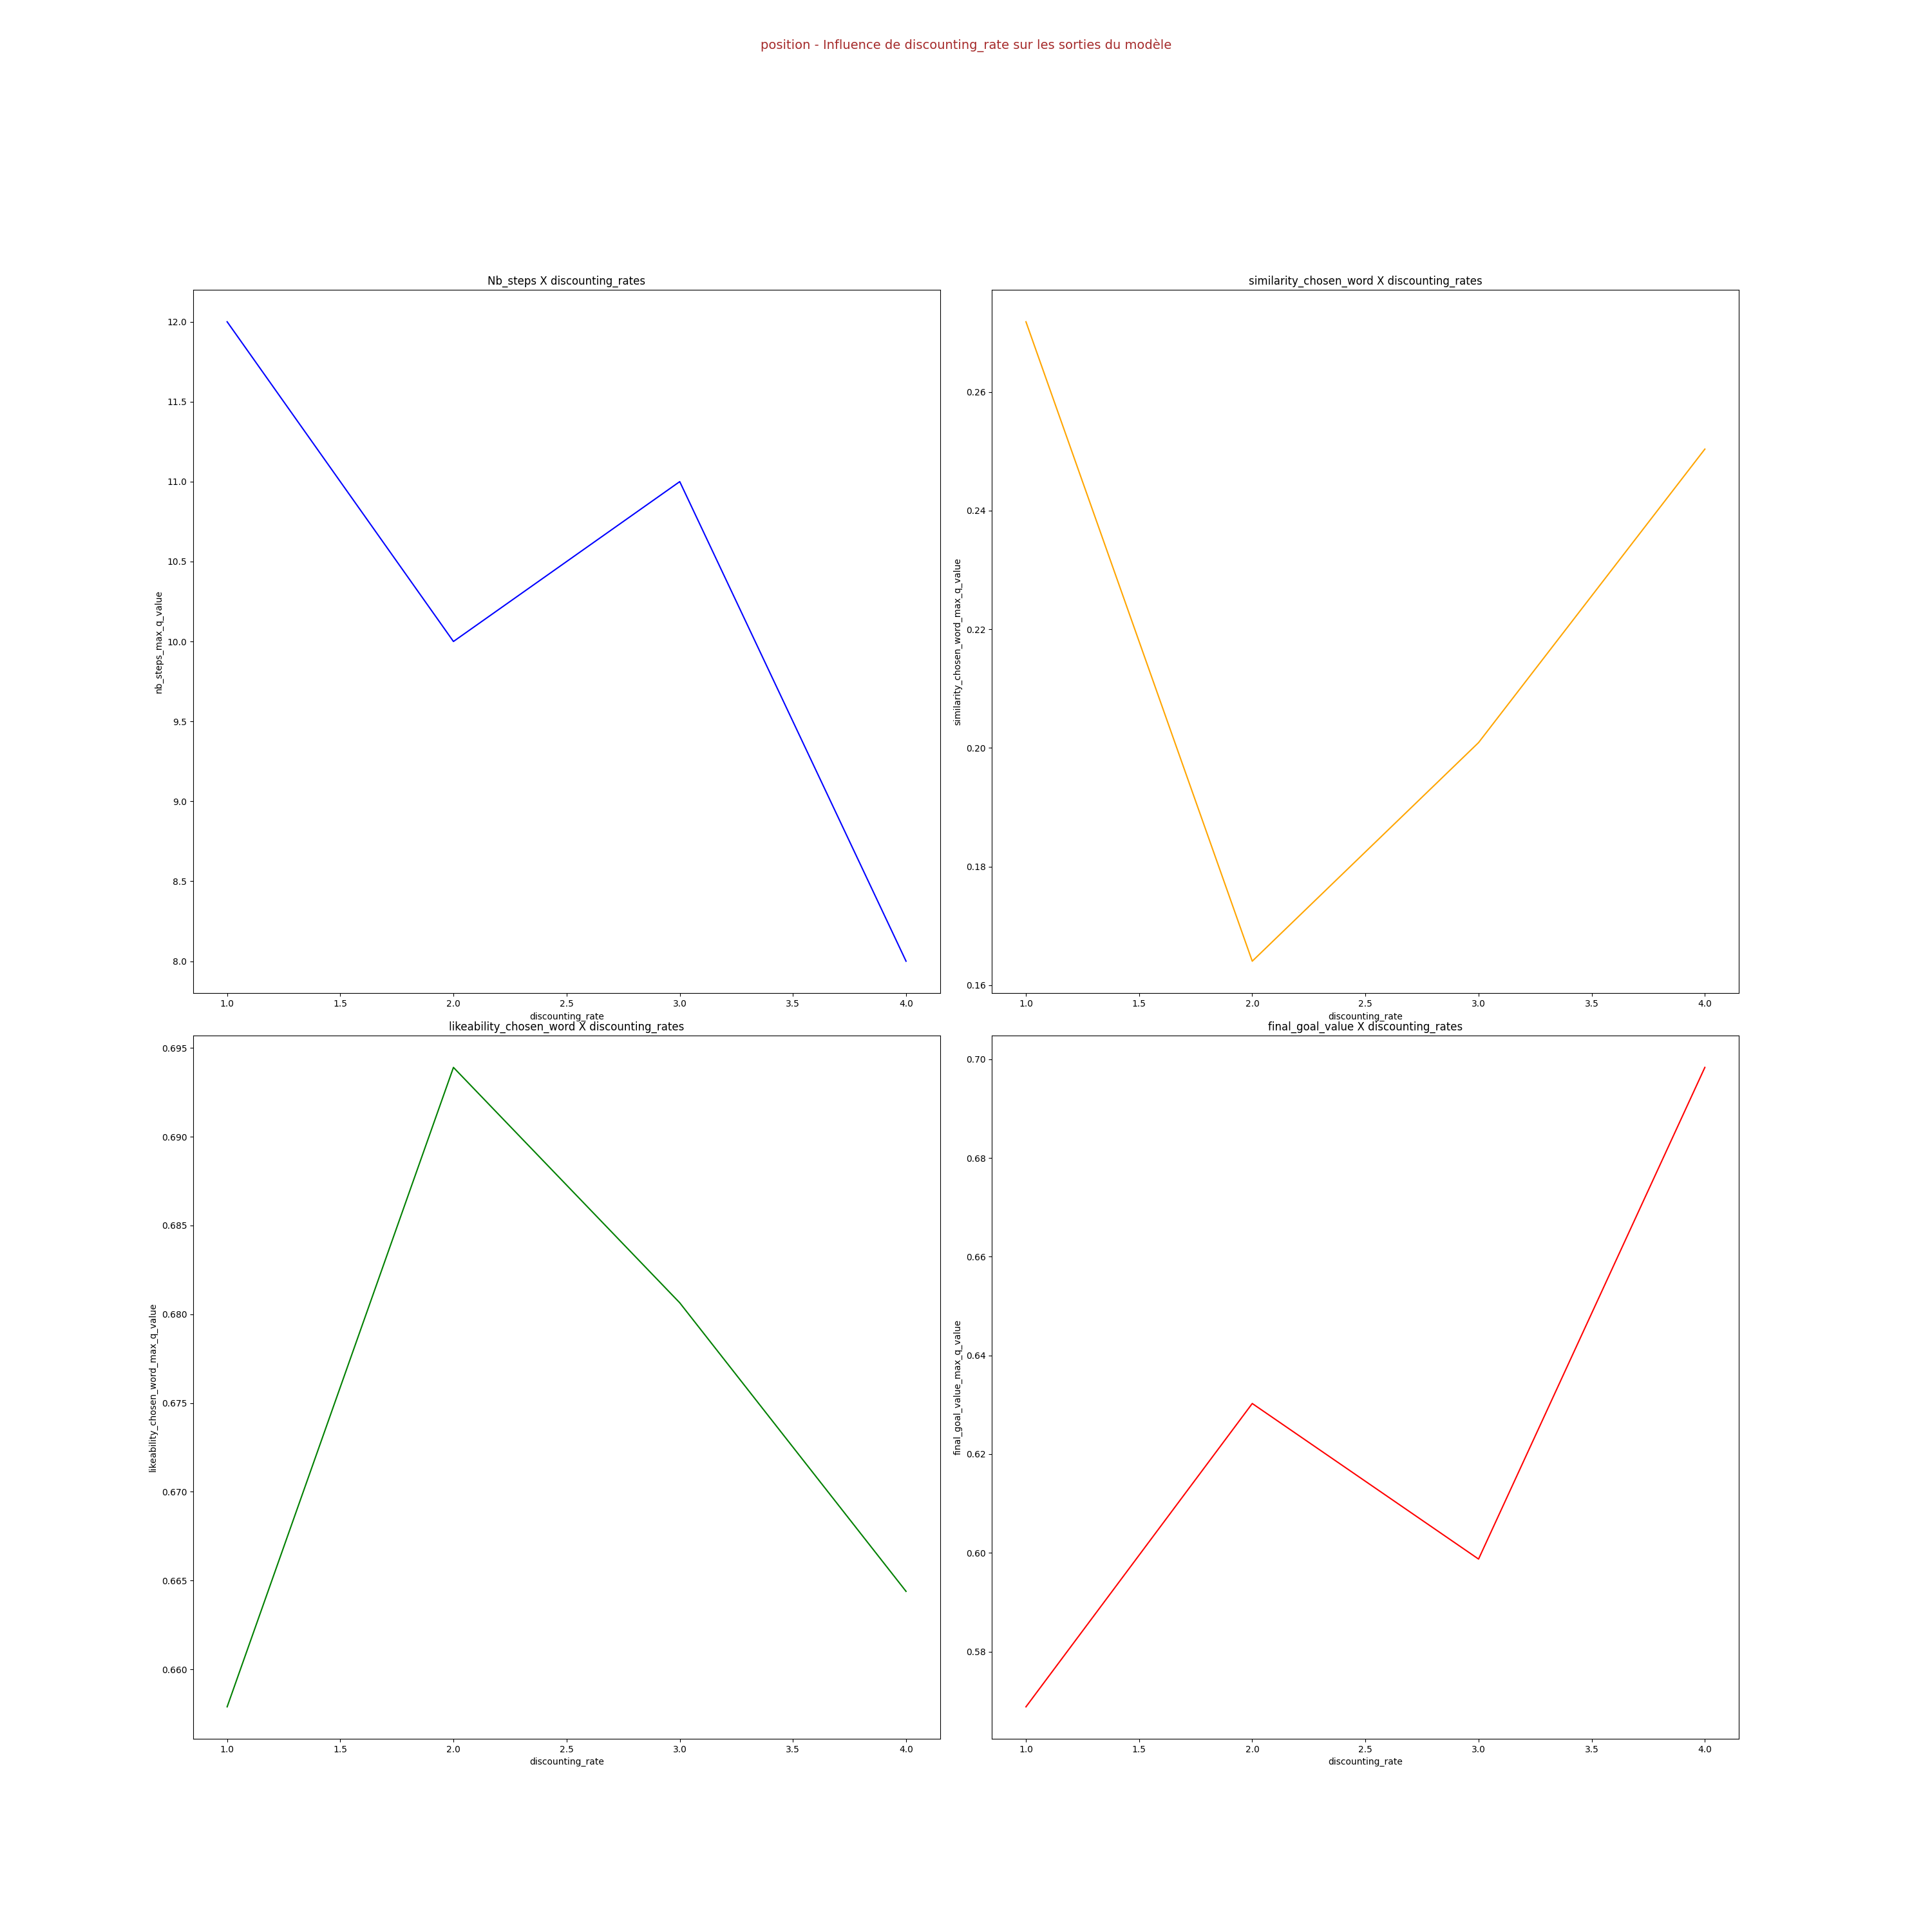 position - Influence de discounting_rate sur les sorties du modèle
Nb_steps X discounting_rates
12.0
11.5
11.0
10.5
10.0
9.5
9.0
8.5
8.0
nb_steps_max_q_value
1.0 1.5 2.0 2.5 3.0 3.5 4.0
discounting_rate
similarity_chosen_word X discounting_rates
0.26
0.24
0.22
0.20
0.18
0.16
similarity_chosen_word_max_q_value
1.0 1.5 2.0 2.5 3.0 3.5 4.0
discounting_rate
likeability_chosen_word X discounting_rates
0.695
0.690
0.685
0.680
0.675
0.670
0.665
0.660
likeability_chosen_word_max_q_value
1.0 1.5 2.0 2.5 3.0 3.5 4.0
discounting_rate
final_goal_value X discounting_rates
0.70
0.68
0.66
0.64
0.62
0.60
0.58
final_goal_value_max_q_value
1.0 1.5 2.0 2.5 3.0 3.5 4.0
discounting_rate